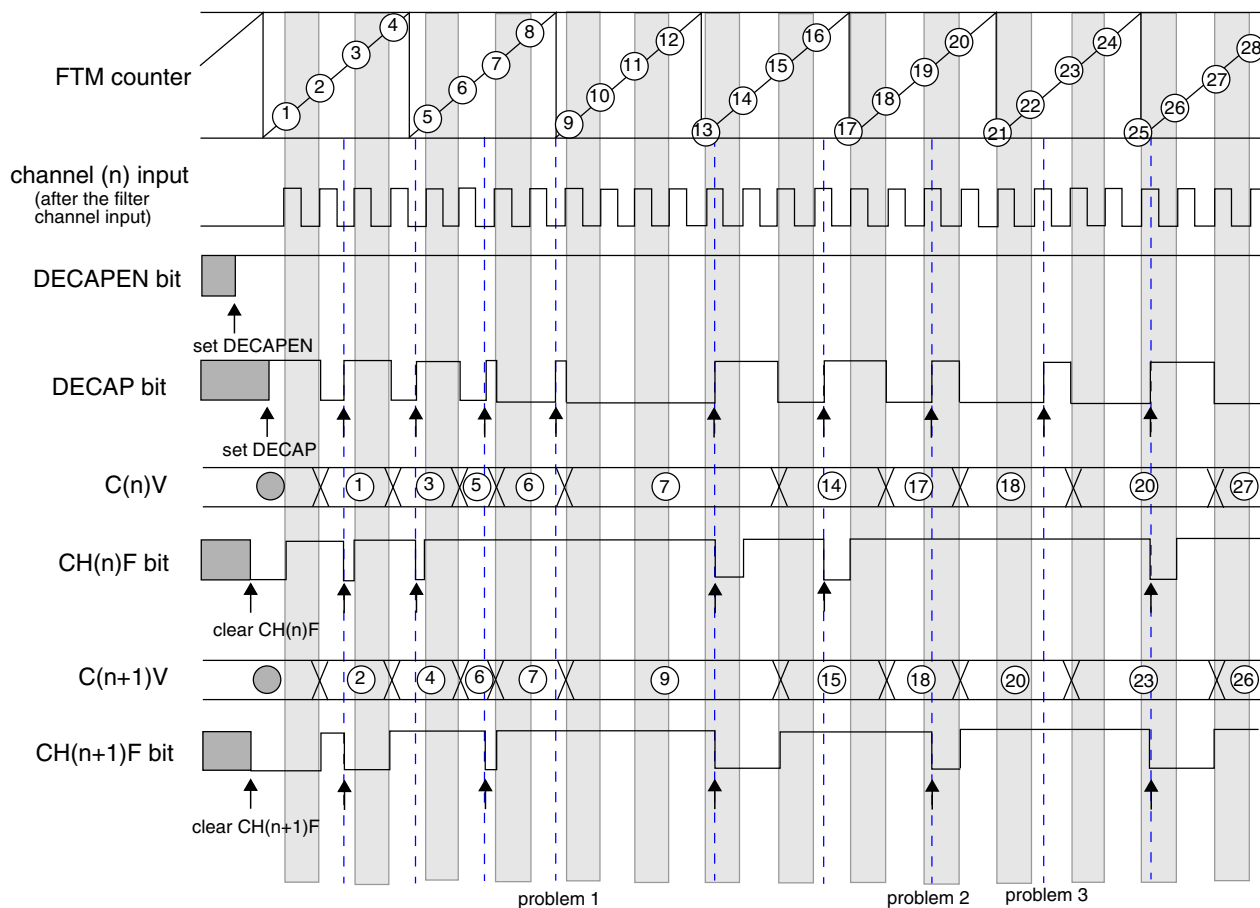 FTM counter
1 2 3 4 5 6 7 8 9 10 11 12 13 14 15 16 17 18 19 20 21 22 23 24 25 26 27 28
channel (n) input
(after the filter
channel input)
DECAPEN bit
set DECAPEN
DECAP bit
set DECAP
C(n)V
1 3 5 6 7 14 17 18 20 27
CH(n)F bit
clear CH(n)F
C(n+1)V
2 4 6 7 9 15 18 20 23 26
CH(n+1)F bit
clear CH(n+1)F
problem 1 problem 2 problem 3